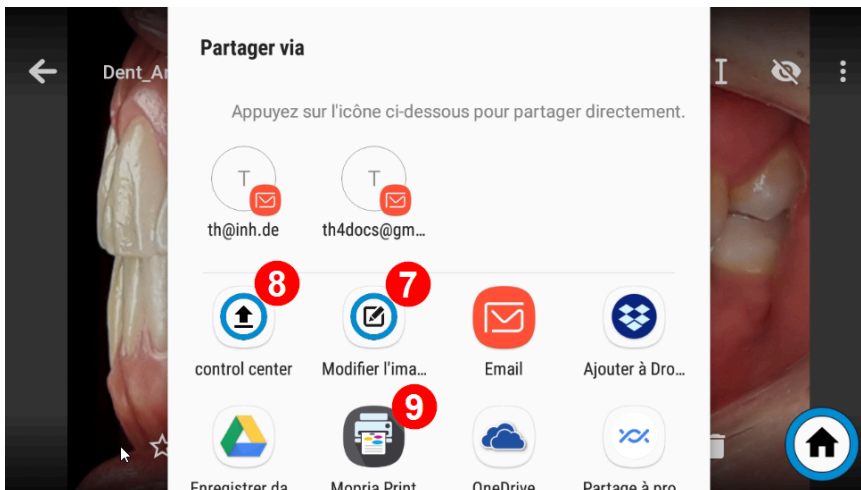 Partager via
Dent_Ar
Appuyez sur l'icône ci-dessous pour partager directement.
T
T
th@inh.de
th4docs@gm...
8
7
control center
Modifier l'ima...
Email
Ajouter à Dro...
9
Enregistrer da...
Mopria Print
OneDrive
Partage à pro...